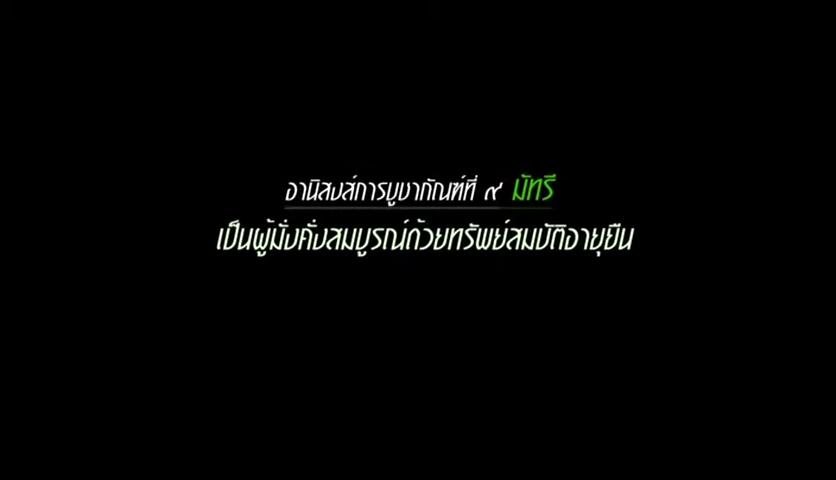 อานิสงส์การบูชากัณฑ์ที่ ๙ มัทรี
เป็นผู้มั่งคั่งสมบูรณ์ด้วยทรัพย์สมบัติอายุยืน